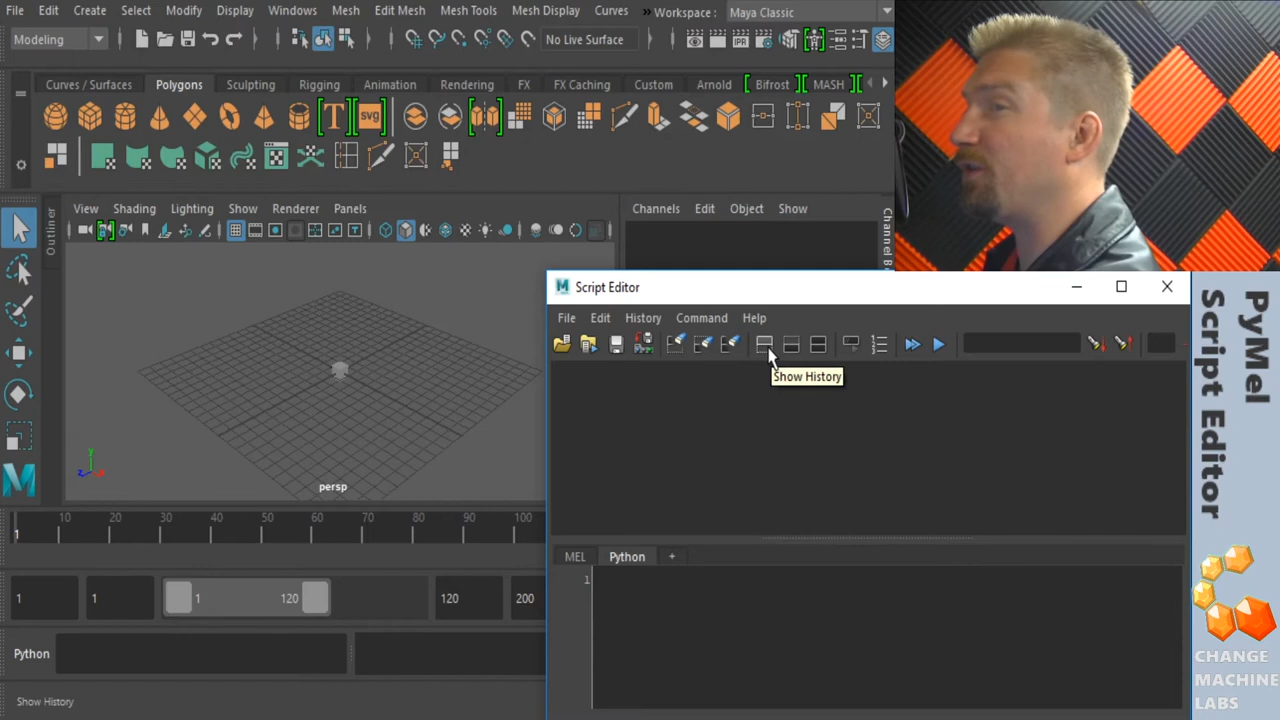 File Edit Create Select Modify Display Windows Mesh Edit Mesh Mesh Tools Mesh Display Curves » Workspace: Maya Classic
Modeling No Live Surface
Curves / Surfaces Polygons Sculpting Rigging Animation Rendering FX FX Caching Custom Arnold Bifrost MASH
T svg
View Shading Lighting Show Renderer Panels
Channels Edit Object Show
Outliner
Channel B
IPR
persp
y
z x
M Script Editor
File Edit History Command Help
Show History
MEL Python +
1
1 10 20 30 40 50 60 70 80 90 100
1 1 1 120 120 200
Python
Show History
PyMel
Script Editor
CHANGE
MACHINE
LABS